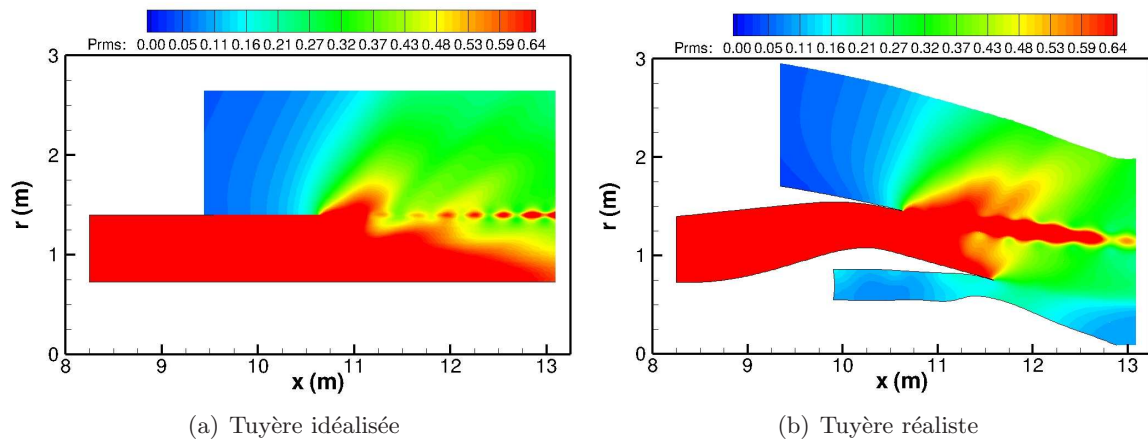 Prms: 0.00 0.05 0.11 0.16 0.21 0.27 0.32 0.37 0.43 0.48 0.53 0.59 0.64
3
2
1
0
r (m)
8 9 10 11 12 13
x (m)
(a) Tuyère idéalisée
Prms: 0.00 0.05 0.11 0.16 0.21 0.27 0.32 0.37 0.43 0.48 0.53 0.59 0.64
3
2
1
0
r (m)
8 9 10 11 12 13
x (m)
(b) Tuyère réaliste